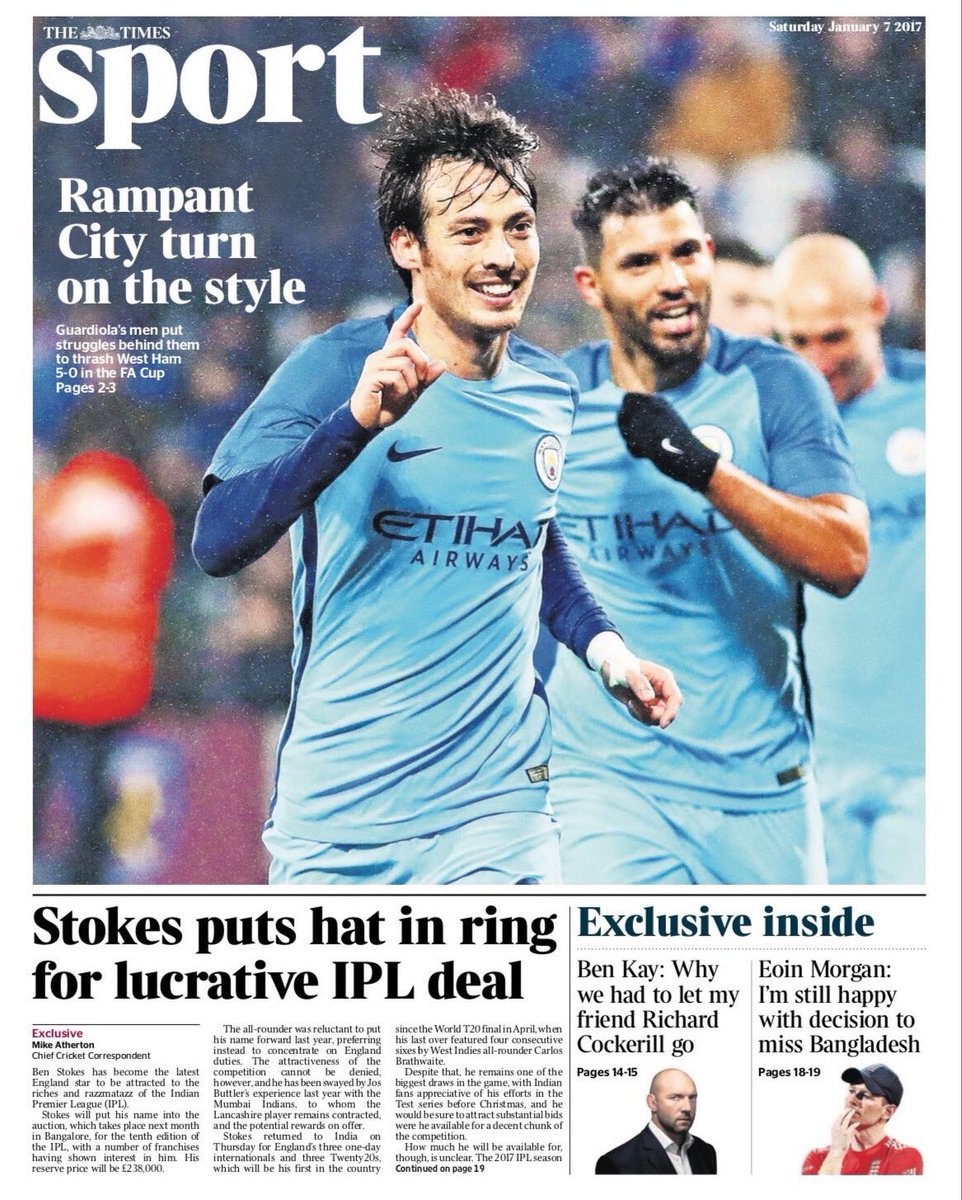 THE TIMES
sport
Saturday January 7 2017
Rampant
City turn
on the style
Guardiola's men put
struggles behind them
to thrash West Ham
5-0 in the FA Cup
Pages 2-3
ETIHAD
AIRWAYS
ETIHAD
AIRWAYS
Stokes puts hat in ring
for lucrative IPL deal
Exclusive
Mike Atherton
Chief Cricket Correspondent
Ben Stokes has become the latest
England star to be attracted to the
riches and razzmatazz of the Indian
Premier League (IPL).
Stokes will put his name into the
auction, which takes place next month
in Bangalore, for the tenth edition of
the IPL, with a number of franchises
having shown interest in him. His
reserve price will be £238,000.
The all-rounder was reluctant to put
his name forward last year, preferring
instead to concentrate on England
duties. The attractiveness of the
competition cannot be denied,
however, and he has been swayed by Jos
Buttler's experience last year with the
Mumbai Indians, to whom the
Lancashire player remains contracted,
and the potential rewards on offer.
Stokes returned to India on
Thursday for England's three one-day
internationals and three Twenty20s,
which will be his first in the country
since the World T20 final in April, when
his last over featured four consecutive
sixes by West Indies all-rounder Carlos
Brathwaite.
Despite that, he remains one of the
biggest draws in the game, with Indian
fans appreciative of his efforts in the
Test series before Christmas, and he
would be sure to attract substantial bids
were he available for a decent chunk of
the competition.
How much he will be available for,
though, is unclear. The 2017 IPL season
Continued on page 19
Exclusive inside
Ben Kay: Why
we had to let my
friend Richard
Cockerill go
Pages 14-15
Eoin Morgan:
I'm still happy
with decision to
miss Bangladesh
Pages 18-19